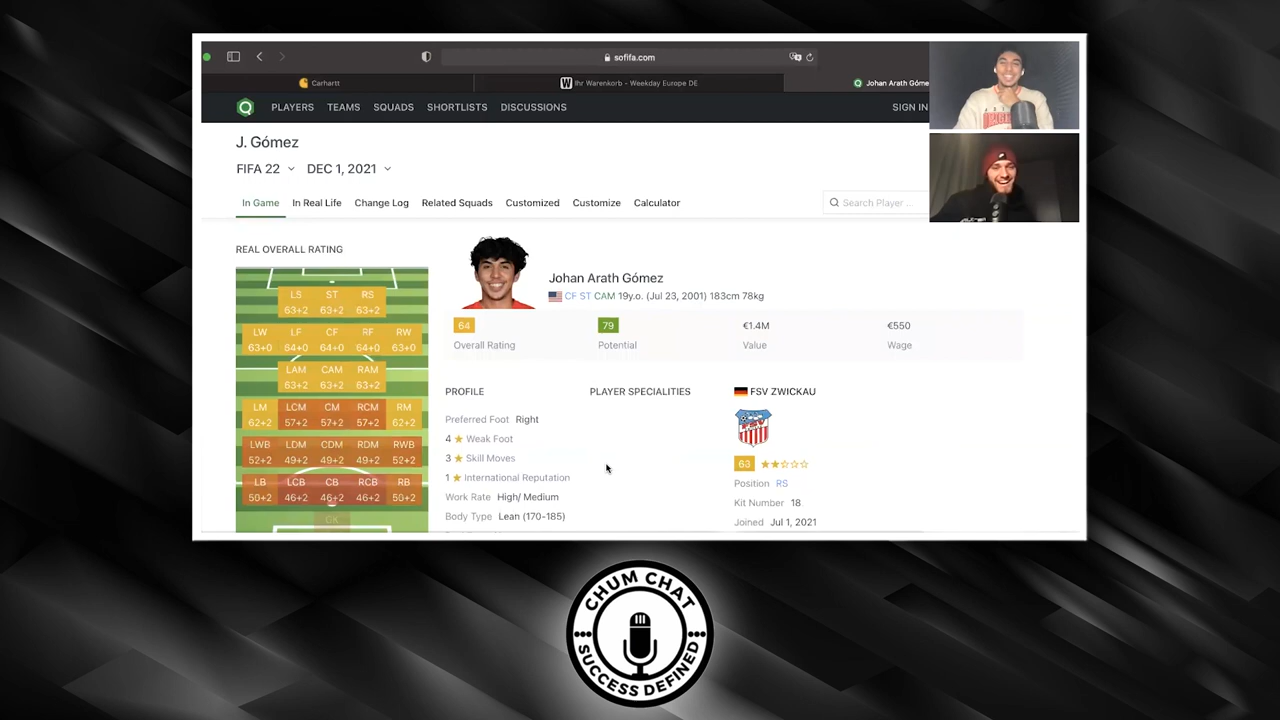 sofifa.com
Carhartt
Ihr Warenkorb - Weekday Europe DE
Johan Arath Góme
PLAYERS TEAMS SQUADS SHORTLISTS DISCUSSIONS SIGN IN
J. Gómez
FIFA 22 DEC 1, 2021
In Game In Real Life Change Log Related Squads Customized Customize Calculator
Search Player ...
REAL OVERALL RATING
LS ST RS
63+2 63+2 63+2
LW LF CF RF RW
63+0 64+0 64+0 64+0 63+0
LAM CAM RAM
63+2 63+2 63+2
LM LCM CM RCM RM
62+2 57+2 57+2 57+2 62+2
LWB LDM CDM RDM RWB
52+2 49+2 49+2 49+2 52+2
LB LCB CB RCB RB
50+2 46+2 46+2 46+2 50+2
GK
Johan Arath Gómez
CF ST CAM 19y.o. (Jul 23, 2001) 183cm 78kg
64 79 €1.4M €550
Overall Rating Potential Value Wage
PROFILE
Preferred Foot Right
4 ★ Weak Foot
3 ★ Skill Moves
1 ★ International Reputation
Work Rate High/ Medium
Body Type Lean (170-185)
PLAYER SPECIALITIES
FSV ZWICKAU
FSV
63 ★★☆☆☆
Position RS
Kit Number 18
Joined Jul 1, 2021
CHUM CHAT
SUCCESS DEFINED